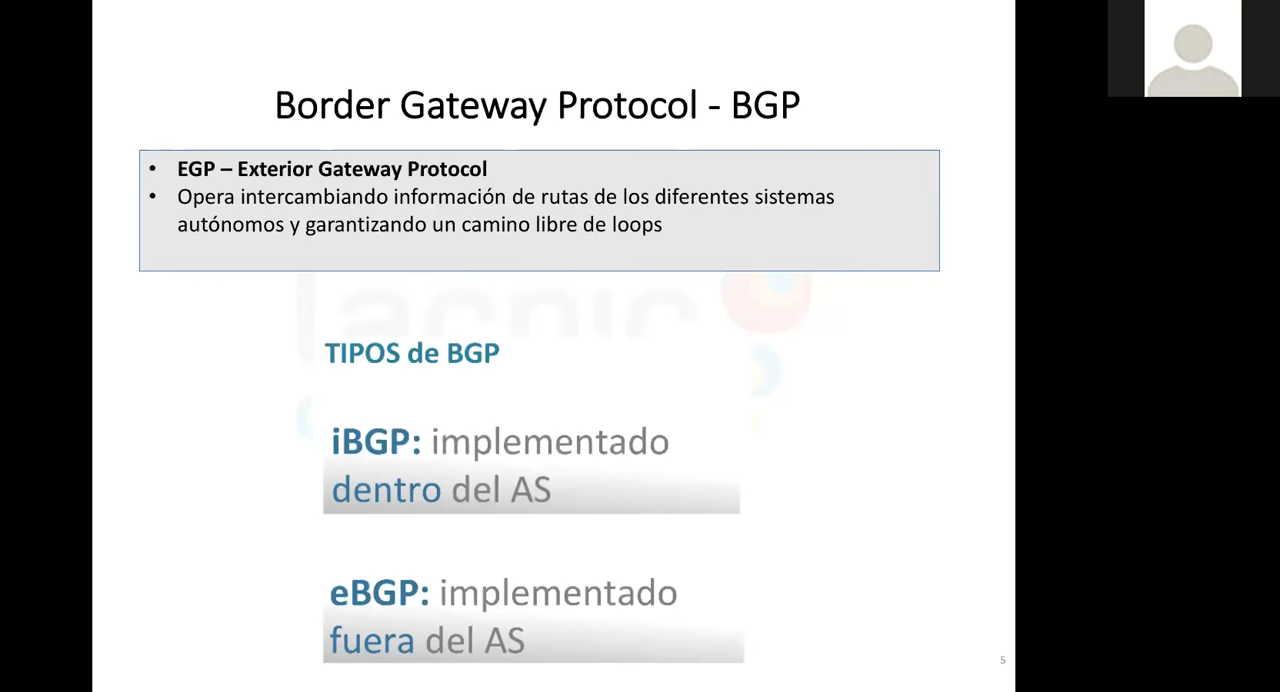 Border Gateway Protocol - BGP
• EGP – Exterior Gateway Protocol
• Opera intercambiando información de rutas de los diferentes sistemas
autónomos y garantizando un camino libre de loops
lacnic
TIPOS de BGP
iBGP: implementado
dentro del AS
eBGP: implementado
fuera del AS
5